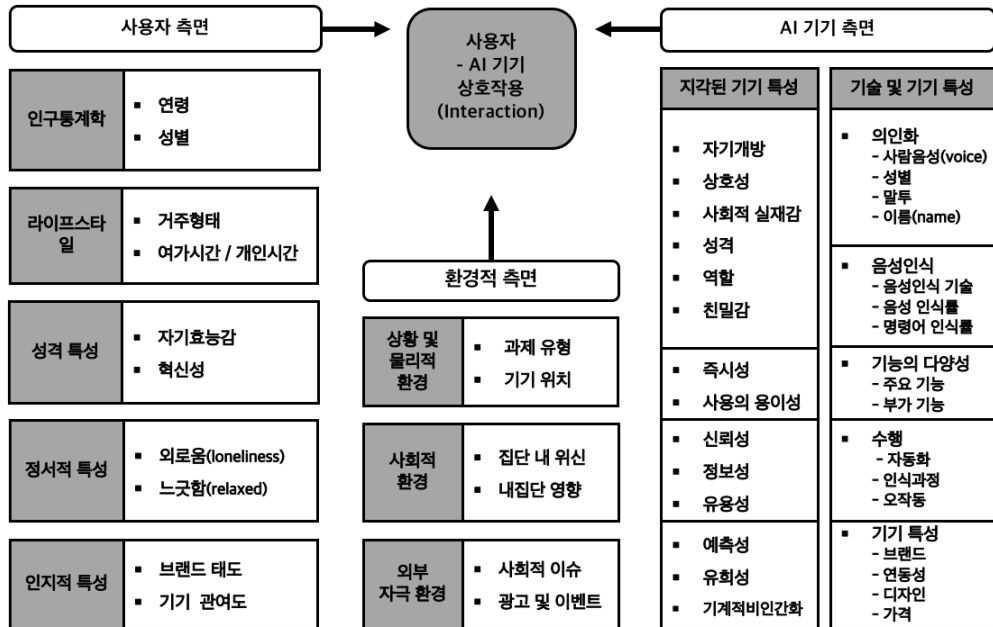 사용자 측면
인구통계학
▪ 연령
▪ 성별
라이프스타
일
▪ 거주형태
▪ 여가시간 / 개인시간
성격 특성
▪ 자기효능감
▪ 혁신성
정서적 특성
▪ 외로움(loneliness)
▪ 느긋함(relaxed)
인지적 특성
▪ 브랜드 태도
▪ 기기 관여도
사용자
- AI 기기
상호작용
(Interaction)
환경적 측면
상황 및
물리적
환경
▪ 과제 유형
▪ 기기 위치
사회적
환경
▪ 집단 내 위신
▪ 내집단 영향
외부
자극 환경
▪ 사회적 이슈
▪ 광고 및 이벤트
AI 기기 측면
지각된 기기 특성
▪ 자기개방
▪ 상호성
▪ 사회적 실재감
▪ 성격
▪ 역할
▪ 친밀감
▪ 즉시성
▪ 사용의 용이성
▪ 신뢰성
▪ 정보성
▪ 유용성
▪ 예측성
▪ 유희성
▪ 기계적비인간화
기술 및 기기 특성
▪ 의인화
- 사람음성(voice)
- 성별
- 말투
- 이름(name)
▪ 음성인식
- 음성인식 기술
- 음성 인식률
- 명령어 인식률
▪ 기능의 다양성
- 주요 기능
- 부가 기능
▪ 수행
- 자동화
- 인식과정
- 오작동
▪ 기기 특성
- 브랜드
- 연동성
- 디자인
- 가격